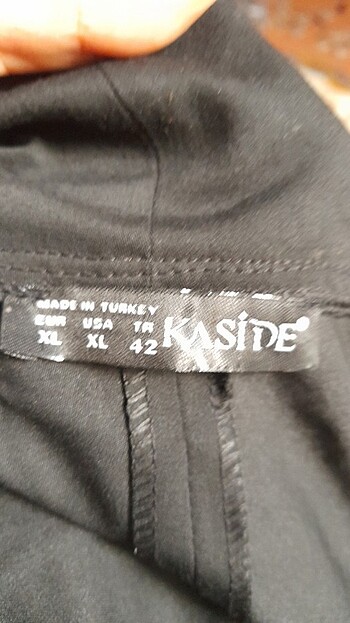 MADE IN TURKEY
EUR USA TR
XL XL 42
KASİDE